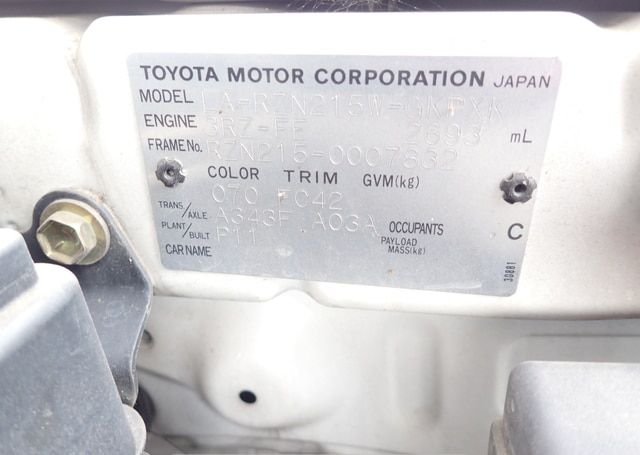 TOYOTA MOTOR CORPORATION JAPAN
MODEL LA-RZN215W-GKPXK
ENGINE 3RZ-FE 2693 mL
FRAME No. RZN215-0007832
COLOR TRIM GVM(kg)
070 FC42
TRANS./AXLE A343F A03A OCCUPANTS C
PLANT/BUILT P11 PAYLOAD MASS(kg)
CAR NAME
30881